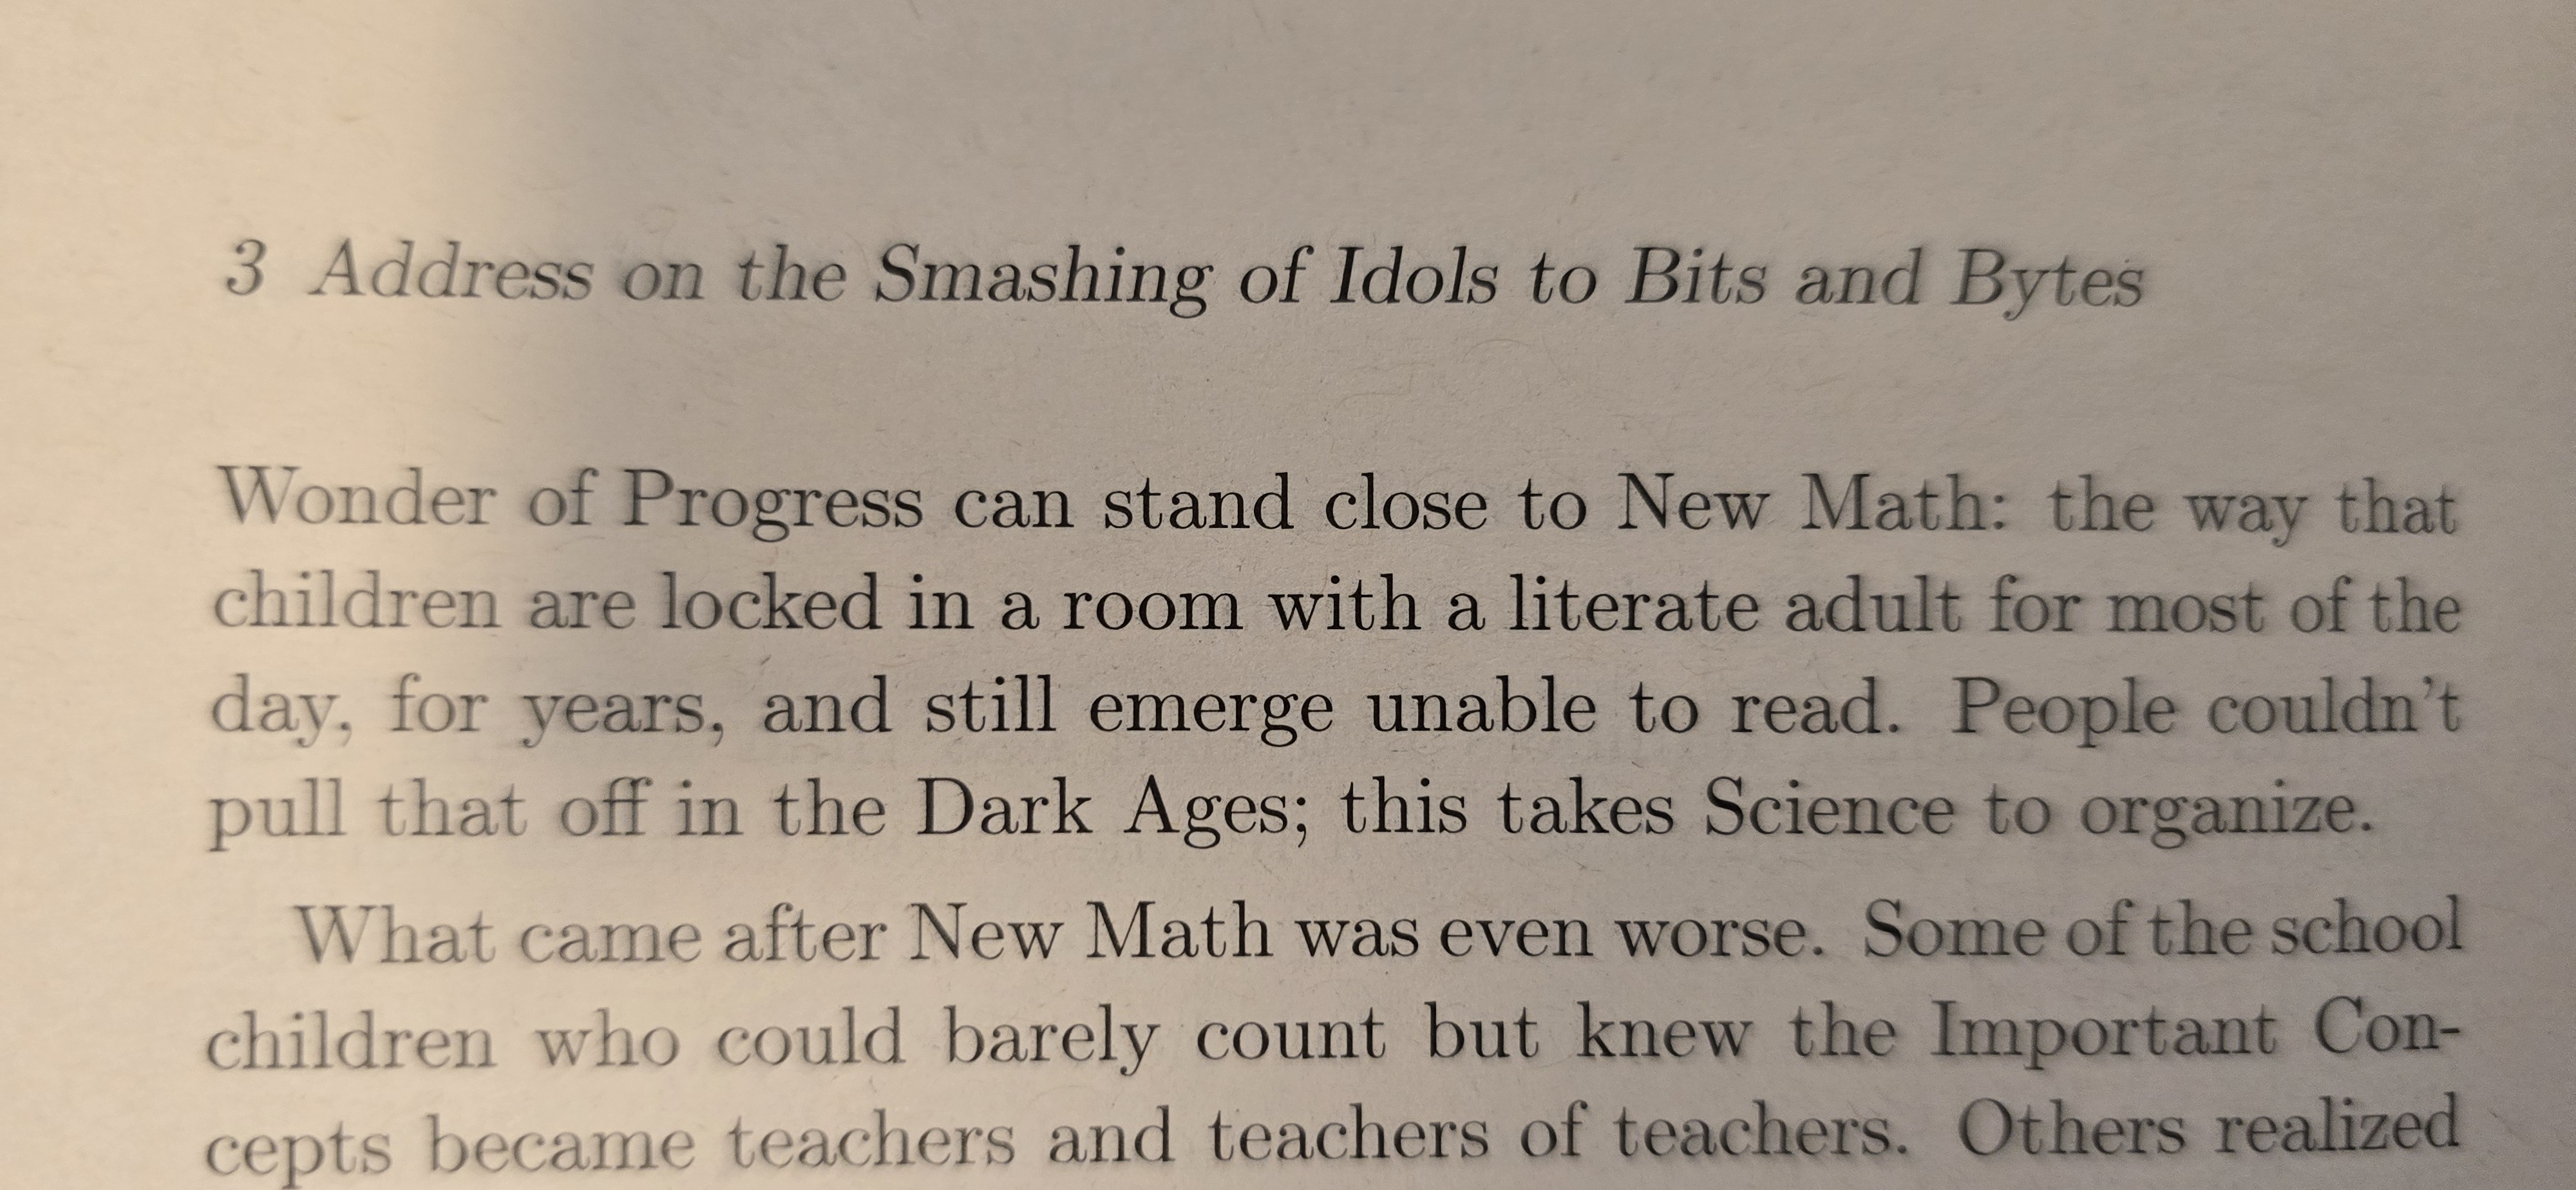 3 Address on the Smashing of Idols to Bits and Bytes
Wonder of Progress can stand close to New Math: the way that
children are locked in a room with a literate adult for most of the
day, for years, and still emerge unable to read. People couldn't
pull that off in the Dark Ages; this takes Science to organize.
What came after New Math was even worse. Some of the school
children who could barely count but knew the Important Con-
cepts became teachers and teachers of teachers. Others realized